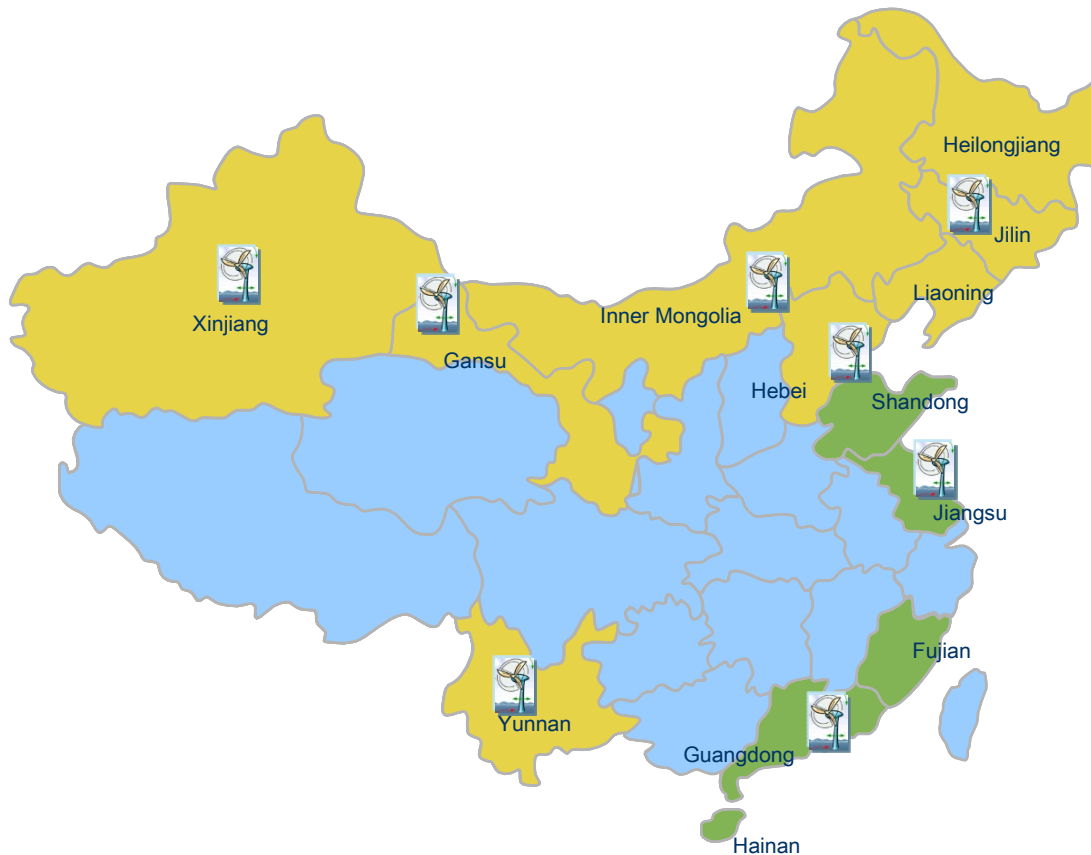 Heilongjiang
Jilin
Liaoning
Inner Mongolia
Xinjiang
Gansu
Hebei
Shandong
Jiangsu
Fujian
Yunnan
Guangdong
Hainan